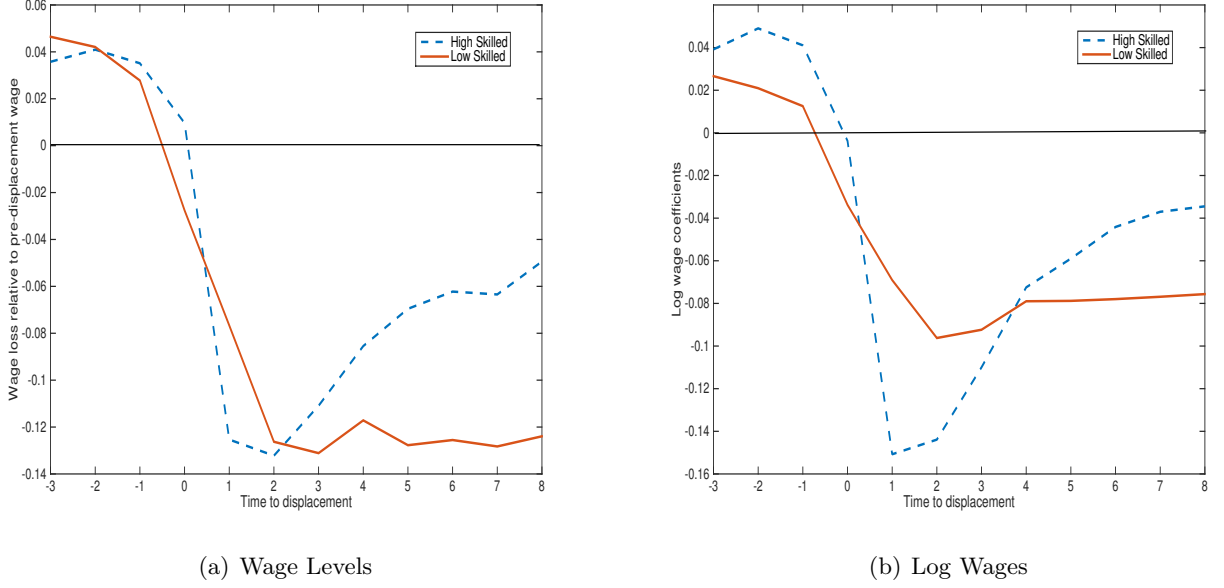 0.06
0.04
0.02
0
-0.02
-0.04
-0.06
-0.08
-0.1
-0.12
-0.14
Wage loss relative to pre-displacement wage
-3 -2 -1 0 1 2 3 4 5 6 7 8
Time to displacement
High Skilled
Low Skilled
(a) Wage Levels
0.04
0.02
0
-0.02
-0.04
-0.06
-0.08
-0.1
-0.12
-0.14
-0.16
Log wage coefficients
-3 -2 -1 0 1 2 3 4 5 6 7 8
Time to displacement
High Skilled
Low Skilled
(b) Log Wages